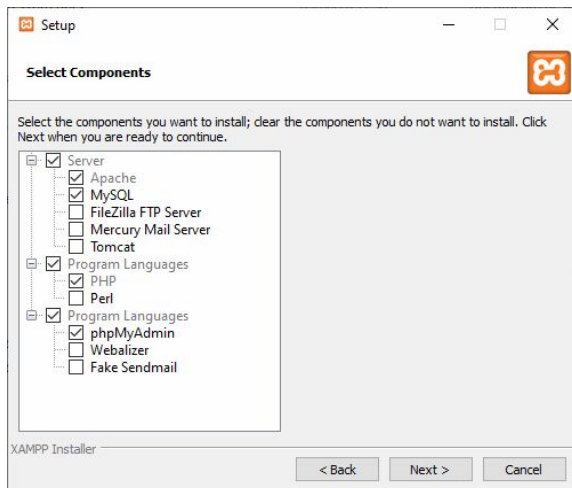 Setup
Select Components
Select the components you want to install; clear the components you do not want to install. Click
Next when you are ready to continue.
Server
Apache
MySQL
FileZilla FTP Server
Mercury Mail Server
Tomcat
Program Languages
PHP
Perl
Program Languages
phpMyAdmin
Webalizer
Fake Sendmail
XAMPP Installer
< Back Next > Cancel